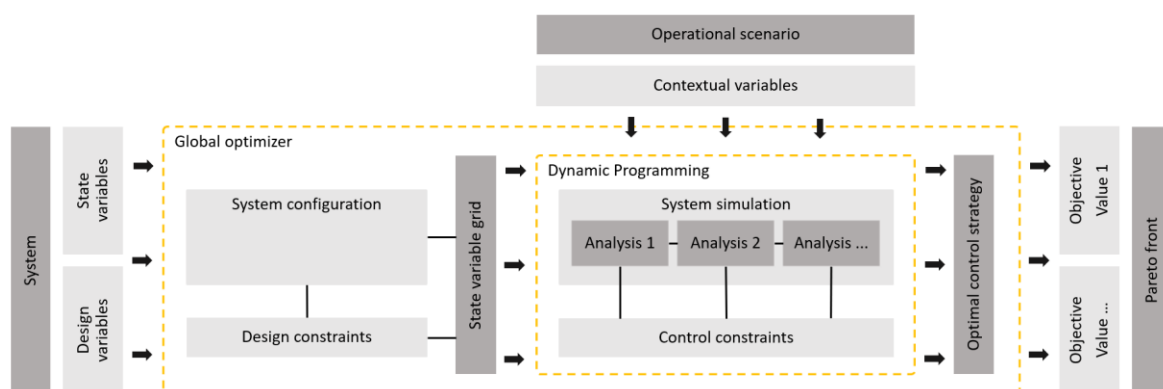 Operational scenario
Contextual variables
System
State
variables
Design
variables
Global optimizer
System configuration
Design constraints
State variable grid
Dynamic Programming
System simulation
Analysis 1
Analysis 2
Analysis ...
Control constraints
Optimal control strategy
Objective
Value 1
Objective
Value ...
Pareto front